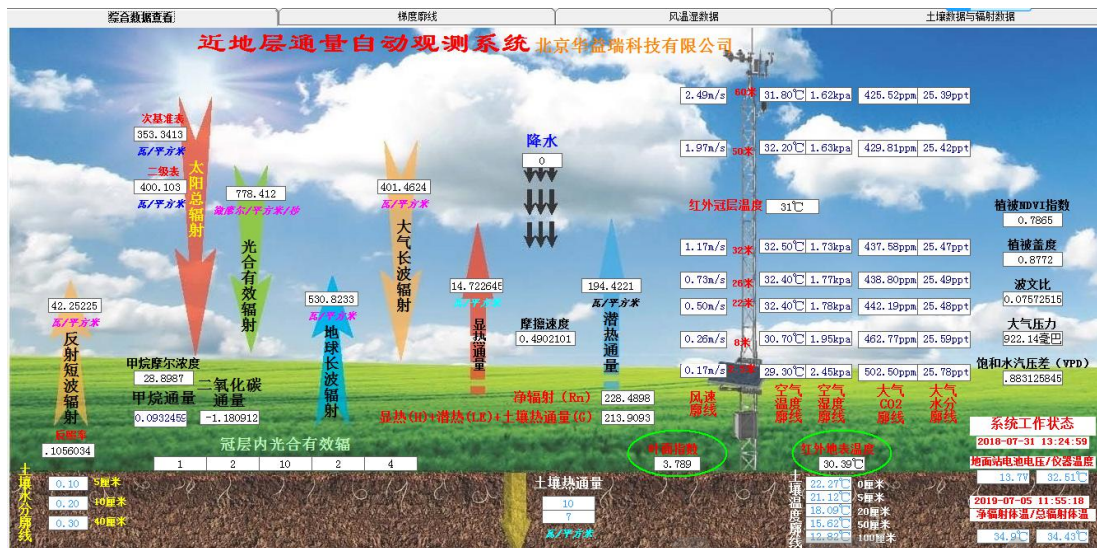 综合数据查看
梯度廓线
风温湿数据
土壤数据与辐射数据
近地层通量自动观测系统 北京华益瑞科技有限公司
次基准表
353.3413
瓦/平方米
二级表
400.103
瓦/平方米
太阳总辐射
778.412
微摩尔/平方米/秒
光合有效辐射
401.4624
瓦/平方米
大气长波辐射
降水
0
42.25225
瓦/平方米
反射短波辐射
反照率
.1056034
530.8233
瓦/平方米
地球长波辐射
14.722645
瓦/平方米
显热通量
摩擦速度
0.4902101
194.4221
瓦/平方米
潜热通量
甲烷摩尔浓度
28.8987
甲烷通量
0.0932459
二氧化碳通量
-1.180912
净辐射(Rn) 228.4898
显热(H)+潜热(LE)+土壤热通量(G) 213.9093
2.49m/s 60米 31.80℃ 1.62kpa 425.52ppm 25.39ppt
1.97m/s 50米 32.20℃ 1.63kpa 429.81ppm 25.42ppt
红外冠层温度 31℃
1.17m/s 32米 32.50℃ 1.73kpa 437.58ppm 25.47ppt
0.73m/s 26米 32.40℃ 1.77kpa 438.80ppm 25.49ppt
0.50m/s 22米 32.40℃ 1.78kpa 442.19ppm 25.48ppt
0.26m/s 8米 30.70℃ 1.95kpa 462.77ppm 25.59ppt
0.17m/s 29.30℃ 2.45kpa 502.50ppm 25.78ppt
风速廓线
空气温度廓线
空气湿度廓线
大气CO2廓线
大气水分廓线
植被NDVI指数
0.7865
植被盖度
0.8772
波文比
0.07572515
大气压力
922.14毫巴
饱和水汽压差(VPD)
.883125845
冠层内光合有效辐
1 2 10 2 4
叶面指数
3.789
红外地表温度
30.39℃
系统工作状态
2018-07-31 13:24:59
地面站电池电压/仪器温度
13.7V 32.51℃
2019-07-05 11:55:18
净辐射体温/总辐射体温
34.9℃ 34.43℃
土壤水分廓线
0.10 5厘米
0.20 10厘米
0.30 40厘米
土壤热通量
10
7
瓦/平方米
土壤温度廓线
22.27℃ 0厘米
21.12℃ 5厘米
18.09℃ 20厘米
15.62℃ 50厘米
12.82℃ 100厘米